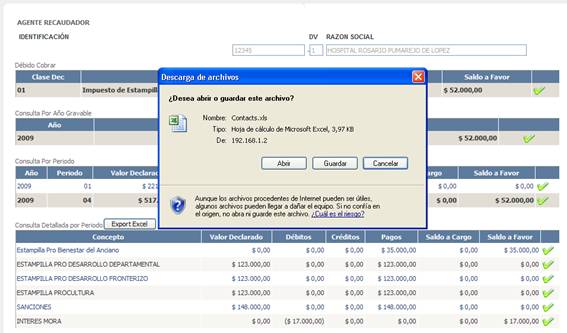 AGENTE RECAUDADOR
IDENTIFICACIÓN DV RAZON SOCIAL
12345 - 1 HOSPITAL ROSARIO PUMAREJO DE LOPEZ
Débido Cobrar
Clase Dec Saldo a Favor
01 Impuesto de Estampill $ 52.000,00
Consulta Por Año Gravable
Año Saldo a Favor
2009 $ 52.000,00
Consulta Por Periodo
Año Periodo Valor Declarad argo Saldo a Favor
2009 01 $ 221 $ 0,00 $ 0,00
2009 04 $ 517. $ 0,00 $ 52.000,00
Descarga de archivos
¿Desea abrir o guardar este archivo?
Nombre: Contacts.xls
Tipo: Hoja de cálculo de Microsoft Excel, 3,97 KB
De: 192.168.1.2
Abrir Guardar Cancelar
Aunque los archivos procedentes de Internet pueden ser útiles,
algunos archivos pueden llegar a dañar el equipo. Si no confía en
el origen, no abra ni guarde este archivo. ¿Cuál es el riesgo?
Consulta Detallada por Periodo Export Excel
Concepto Valor Declarado Débitos Créditos Pagos Saldo a Cargo Saldo a Favor
Estampilla Pro Bienestar del Anciano $ 0,00 $ 0,00 $ 0,00 $ 35.000,00 $ 0,00 $ 35.000,00
ESTAMPILLA PRO DESARROLLO DEPARTAMENTAL $ 123.000,00 $ 0,00 $ 0,00 $ 123.000,00 $ 0,00 $ 0,00
ESTAMPILLA PRO DESARROLLO FRONTERIZO $ 123.000,00 $ 0,00 $ 0,00 $ 123.000,00 $ 0,00 $ 0,00
ESTAMPILLA PROCULTURA $ 123.000,00 $ 0,00 $ 0,00 $ 123.000,00 $ 0,00 $ 0,00
SANCIONES $ 148.000,00 $ 0,00 $ 0,00 $ 148.000,00 $ 0,00 $ 0,00
INTERES MORA $ 0,00 ($ 17.000,00) $ 0,00 $ 0,00 $ 0,00 $ 17.000,00